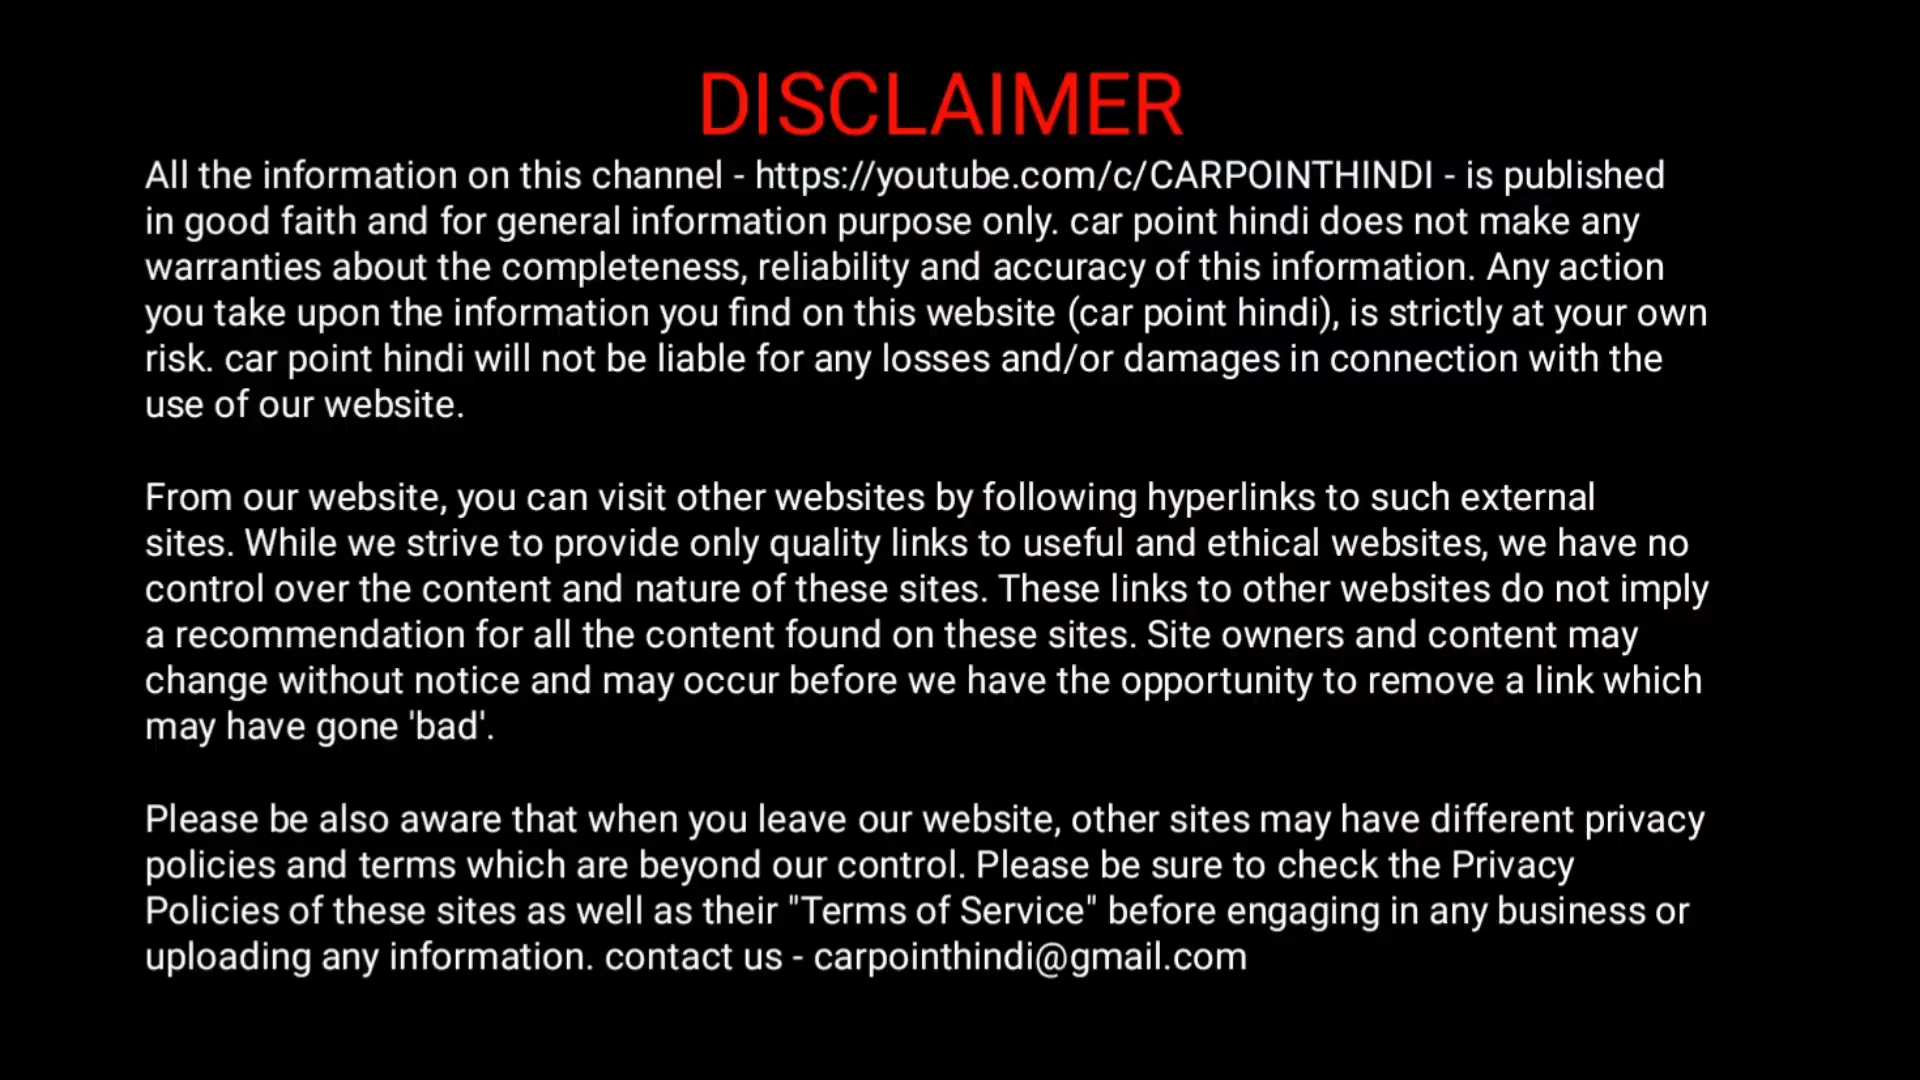 DISCLAIMER
All the information on this channel - https://youtube.com/c/CARPOINTHINDI - is published
in good faith and for general information purpose only. car point hindi does not make any
warranties about the completeness, reliability and accuracy of this information. Any action
you take upon the information you find on this website (car point hindi), is strictly at your own
risk. car point hindi will not be liable for any losses and/or damages in connection with the
use of our website.
From our website, you can visit other websites by following hyperlinks to such external
sites. While we strive to provide only quality links to useful and ethical websites, we have no
control over the content and nature of these sites. These links to other websites do not imply
a recommendation for all the content found on these sites. Site owners and content may
change without notice and may occur before we have the opportunity to remove a link which
may have gone 'bad'.
Please be also aware that when you leave our website, other sites may have different privacy
policies and terms which are beyond our control. Please be sure to check the Privacy
Policies of these sites as well as their "Terms of Service" before engaging in any business or
uploading any information. contact us - carpointhindi@gmail.com